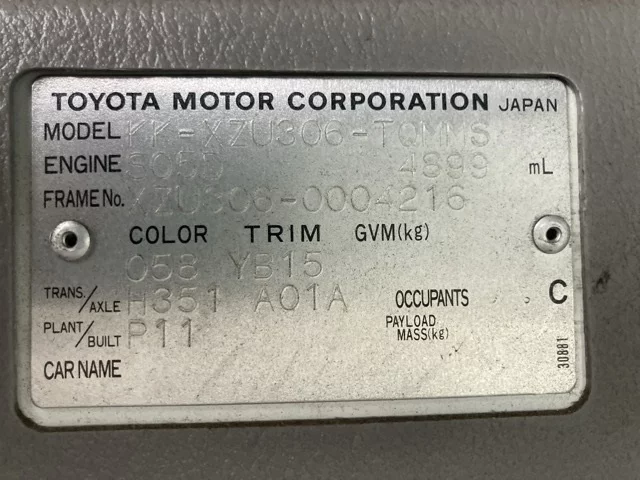 TOYOTA MOTOR CORPORATION JAPAN
MODEL KK-XZU306-TQMMS
ENGINE S05D 4899 mL
FRAME No. XZU306-0004216
COLOR TRIM GVM(kg)
058 YB15
TRANS./AXLE H351 A01A OCCUPANTS C
PLANT/BUILT P11 PAYLOAD MASS(kg)
CAR NAME
30881